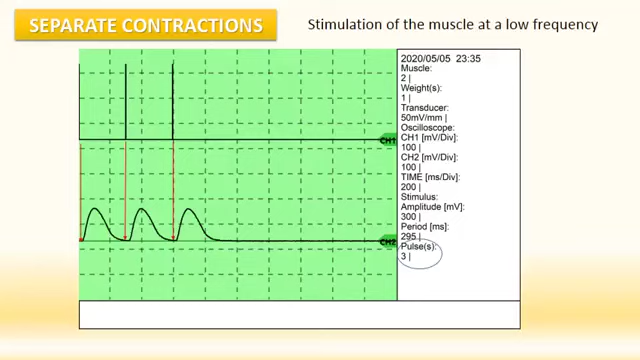 SEPARATE CONTRACTIONS
Stimulation of the muscle at a low frequency
2020/05/05 23:35
Muscle:
2 |
Weight(s):
1 |
Transducer:
50mV/mm |
Oscilloscope:
CH1 [mV/Div]:
100 |
CH2 [mV/Div]:
100 |
TIME [ms/Div]:
200 |
Stimulus:
Amplitude [mV]:
300 |
Period [ms]:
295 |
Pulse(s):
3 |
CH1
CH2